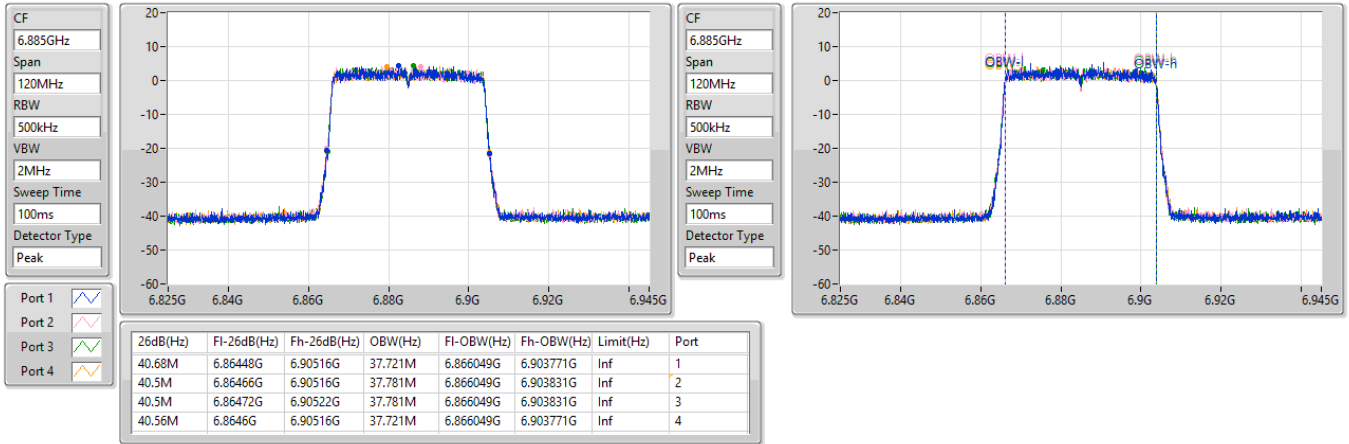 CF
6.885GHz
Span
120MHz
RBW
500kHz
VBW
2MHz
Sweep Time
100ms
Detector Type
Peak
20
10
0
-10
-20
-30
-40
-50
-60
6.825G 6.84G 6.86G 6.88G 6.9G 6.92G 6.945G
CF
6.885GHz
Span
120MHz
RBW
500kHz
VBW
2MHz
Sweep Time
100ms
Detector Type
Peak
20
10
0
-10
-20
-30
-40
-50
-60
OBW-l OBW-h
6.825G 6.84G 6.86G 6.88G 6.9G 6.92G 6.945G
Port 1
Port 2
Port 3
Port 4
26dB(Hz) Fl-26dB(Hz) Fh-26dB(Hz) OBW(Hz) Fl-OBW(Hz) Fh-OBW(Hz) Limit(Hz) Port
40.68M 6.86448G 6.90516G 37.721M 6.866049G 6.903771G Inf 1
40.5M 6.86466G 6.90516G 37.781M 6.866049G 6.903831G Inf 2
40.5M 6.86472G 6.90522G 37.781M 6.866049G 6.903831G Inf 3
40.56M 6.8646G 6.90516G 37.721M 6.866049G 6.903771G Inf 4